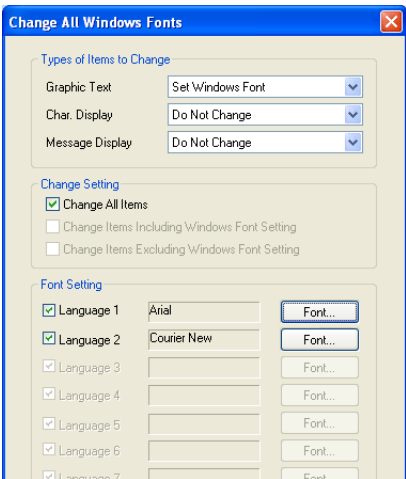 Change All Windows Fonts
Types of Items to Change
Graphic Text Set Windows Font
Char. Display Do Not Change
Message Display Do Not Change
Change Setting
Change All Items
Change Items Including Windows Font Setting
Change Items Excluding Windows Font Setting
Font Setting
Language 1 Arial Font...
Language 2 Courier New Font...
Language 3 Font...
Language 4 Font...
Language 5 Font...
Language 6 Font...
Language 7 Font...